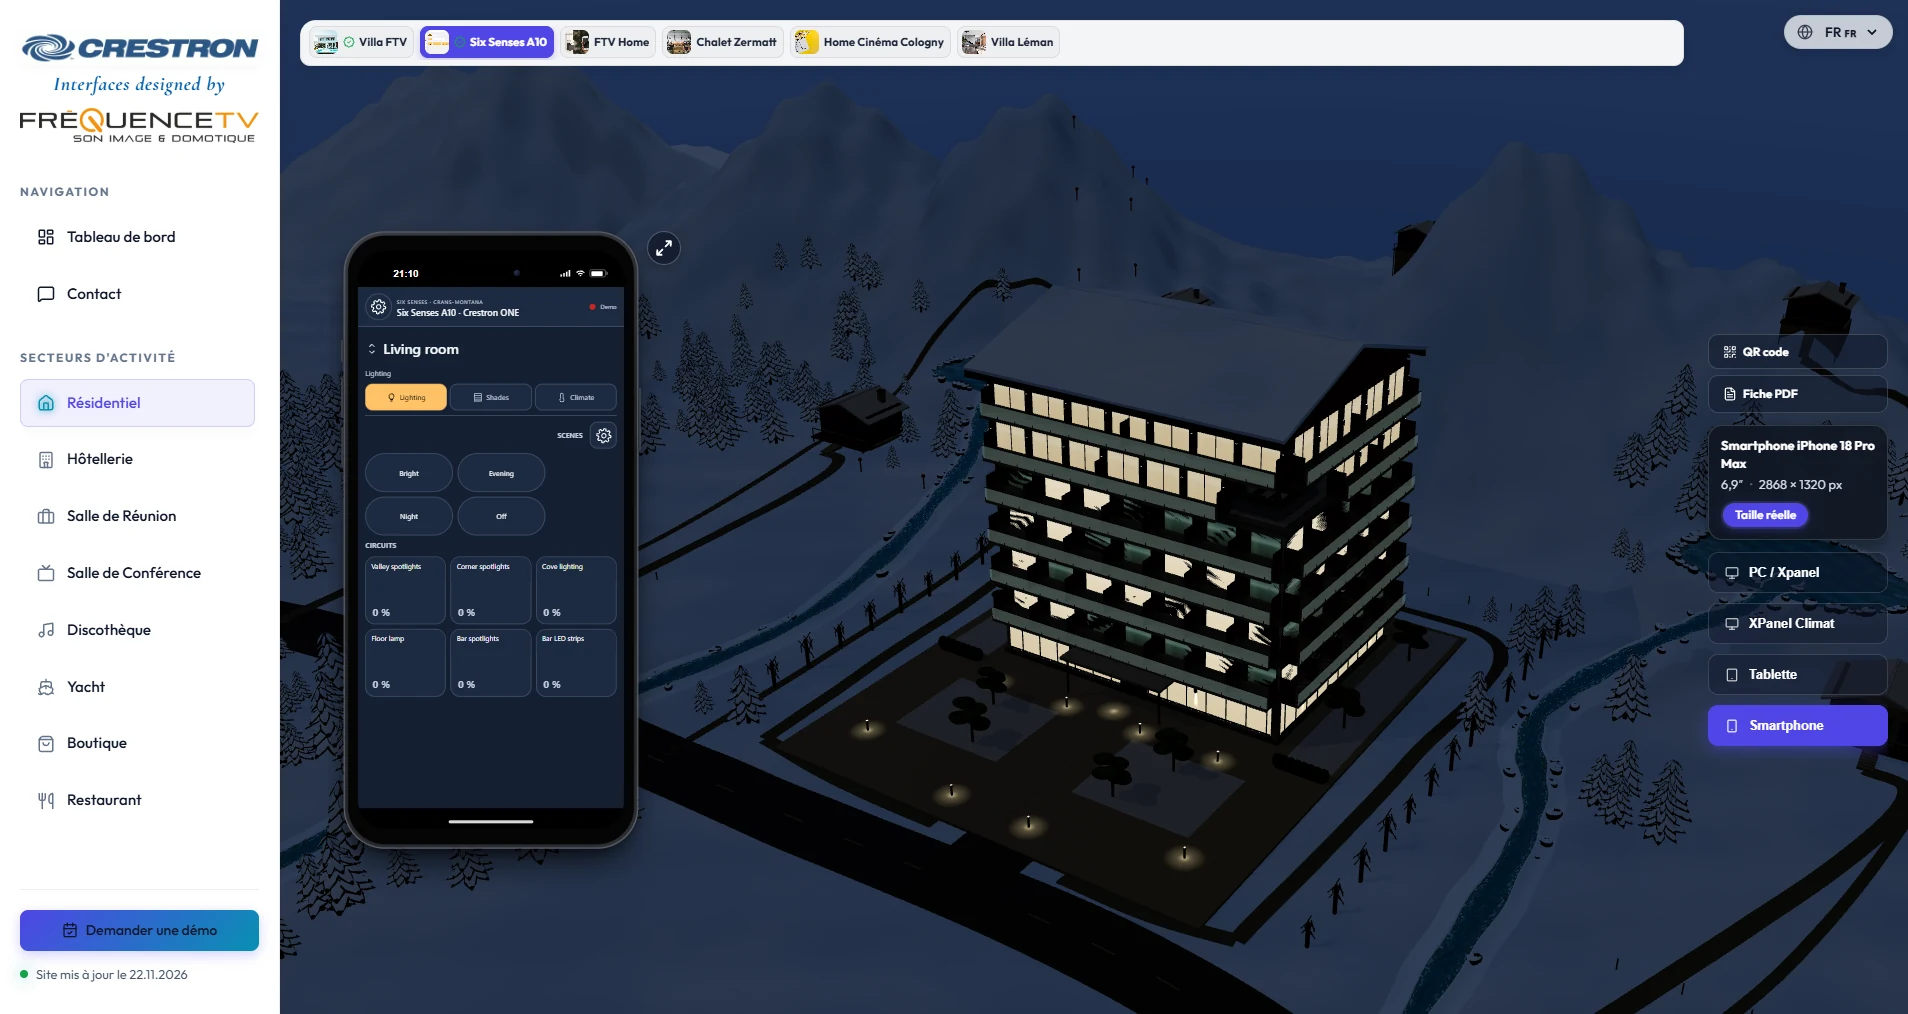 CRESTRON
Interfaces designed by
FRÉQUENCETV
SON IMAGE & DOMOTIQUE
NAVIGATION
Tableau de bord
Contact
SECTEURS D'ACTIVITÉ
Résidentiel
Hôtellerie
Salle de Réunion
Salle de Conférence
Discothèque
Yacht
Boutique
Restaurant
Demander une démo
Site mis à jour le 22.11.2026
Villa FTV
Six Senses A10
FTV Home
Chalet Zermatt
Home Cinéma Cologny
Villa Léman
FR FR
21:10
SIX SENSES - CRANS-MONTANA
Six Senses A10 - Crestron ONE
Demo
Living room
Lighting
Lighting
Shades
Climate
SCENES
Bright
Evening
Night
Off
CIRCUITS
Valley spotlights
Corner spotlights
Cove lighting
0 %
0 %
0 %
Floor lamp
Bar spotlights
Bar LED strips
0 %
0 %
0 %
QR code
Fiche PDF
Smartphone iPhone 18 Pro
Max
6,9" · 2868 × 1320 px
Taille réelle
PC / Xpanel
XPanel Climat
Tablette
Smartphone